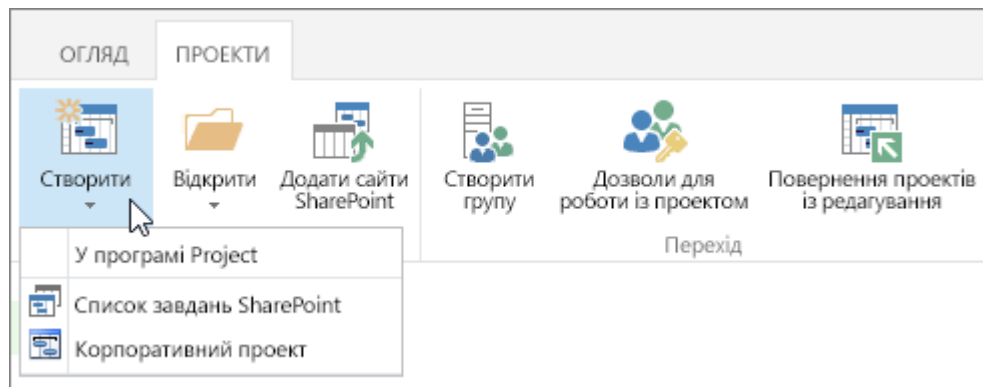 ОГЛЯД ПРОЕКТИ
Створити
Відкрити
Додати сайти
SharePoint
Створити
групу
Дозволи для
роботи із проектом
Повернення проектів
із редагування
Перехід
У програмі Project
Список завдань SharePoint
Корпоративний проект